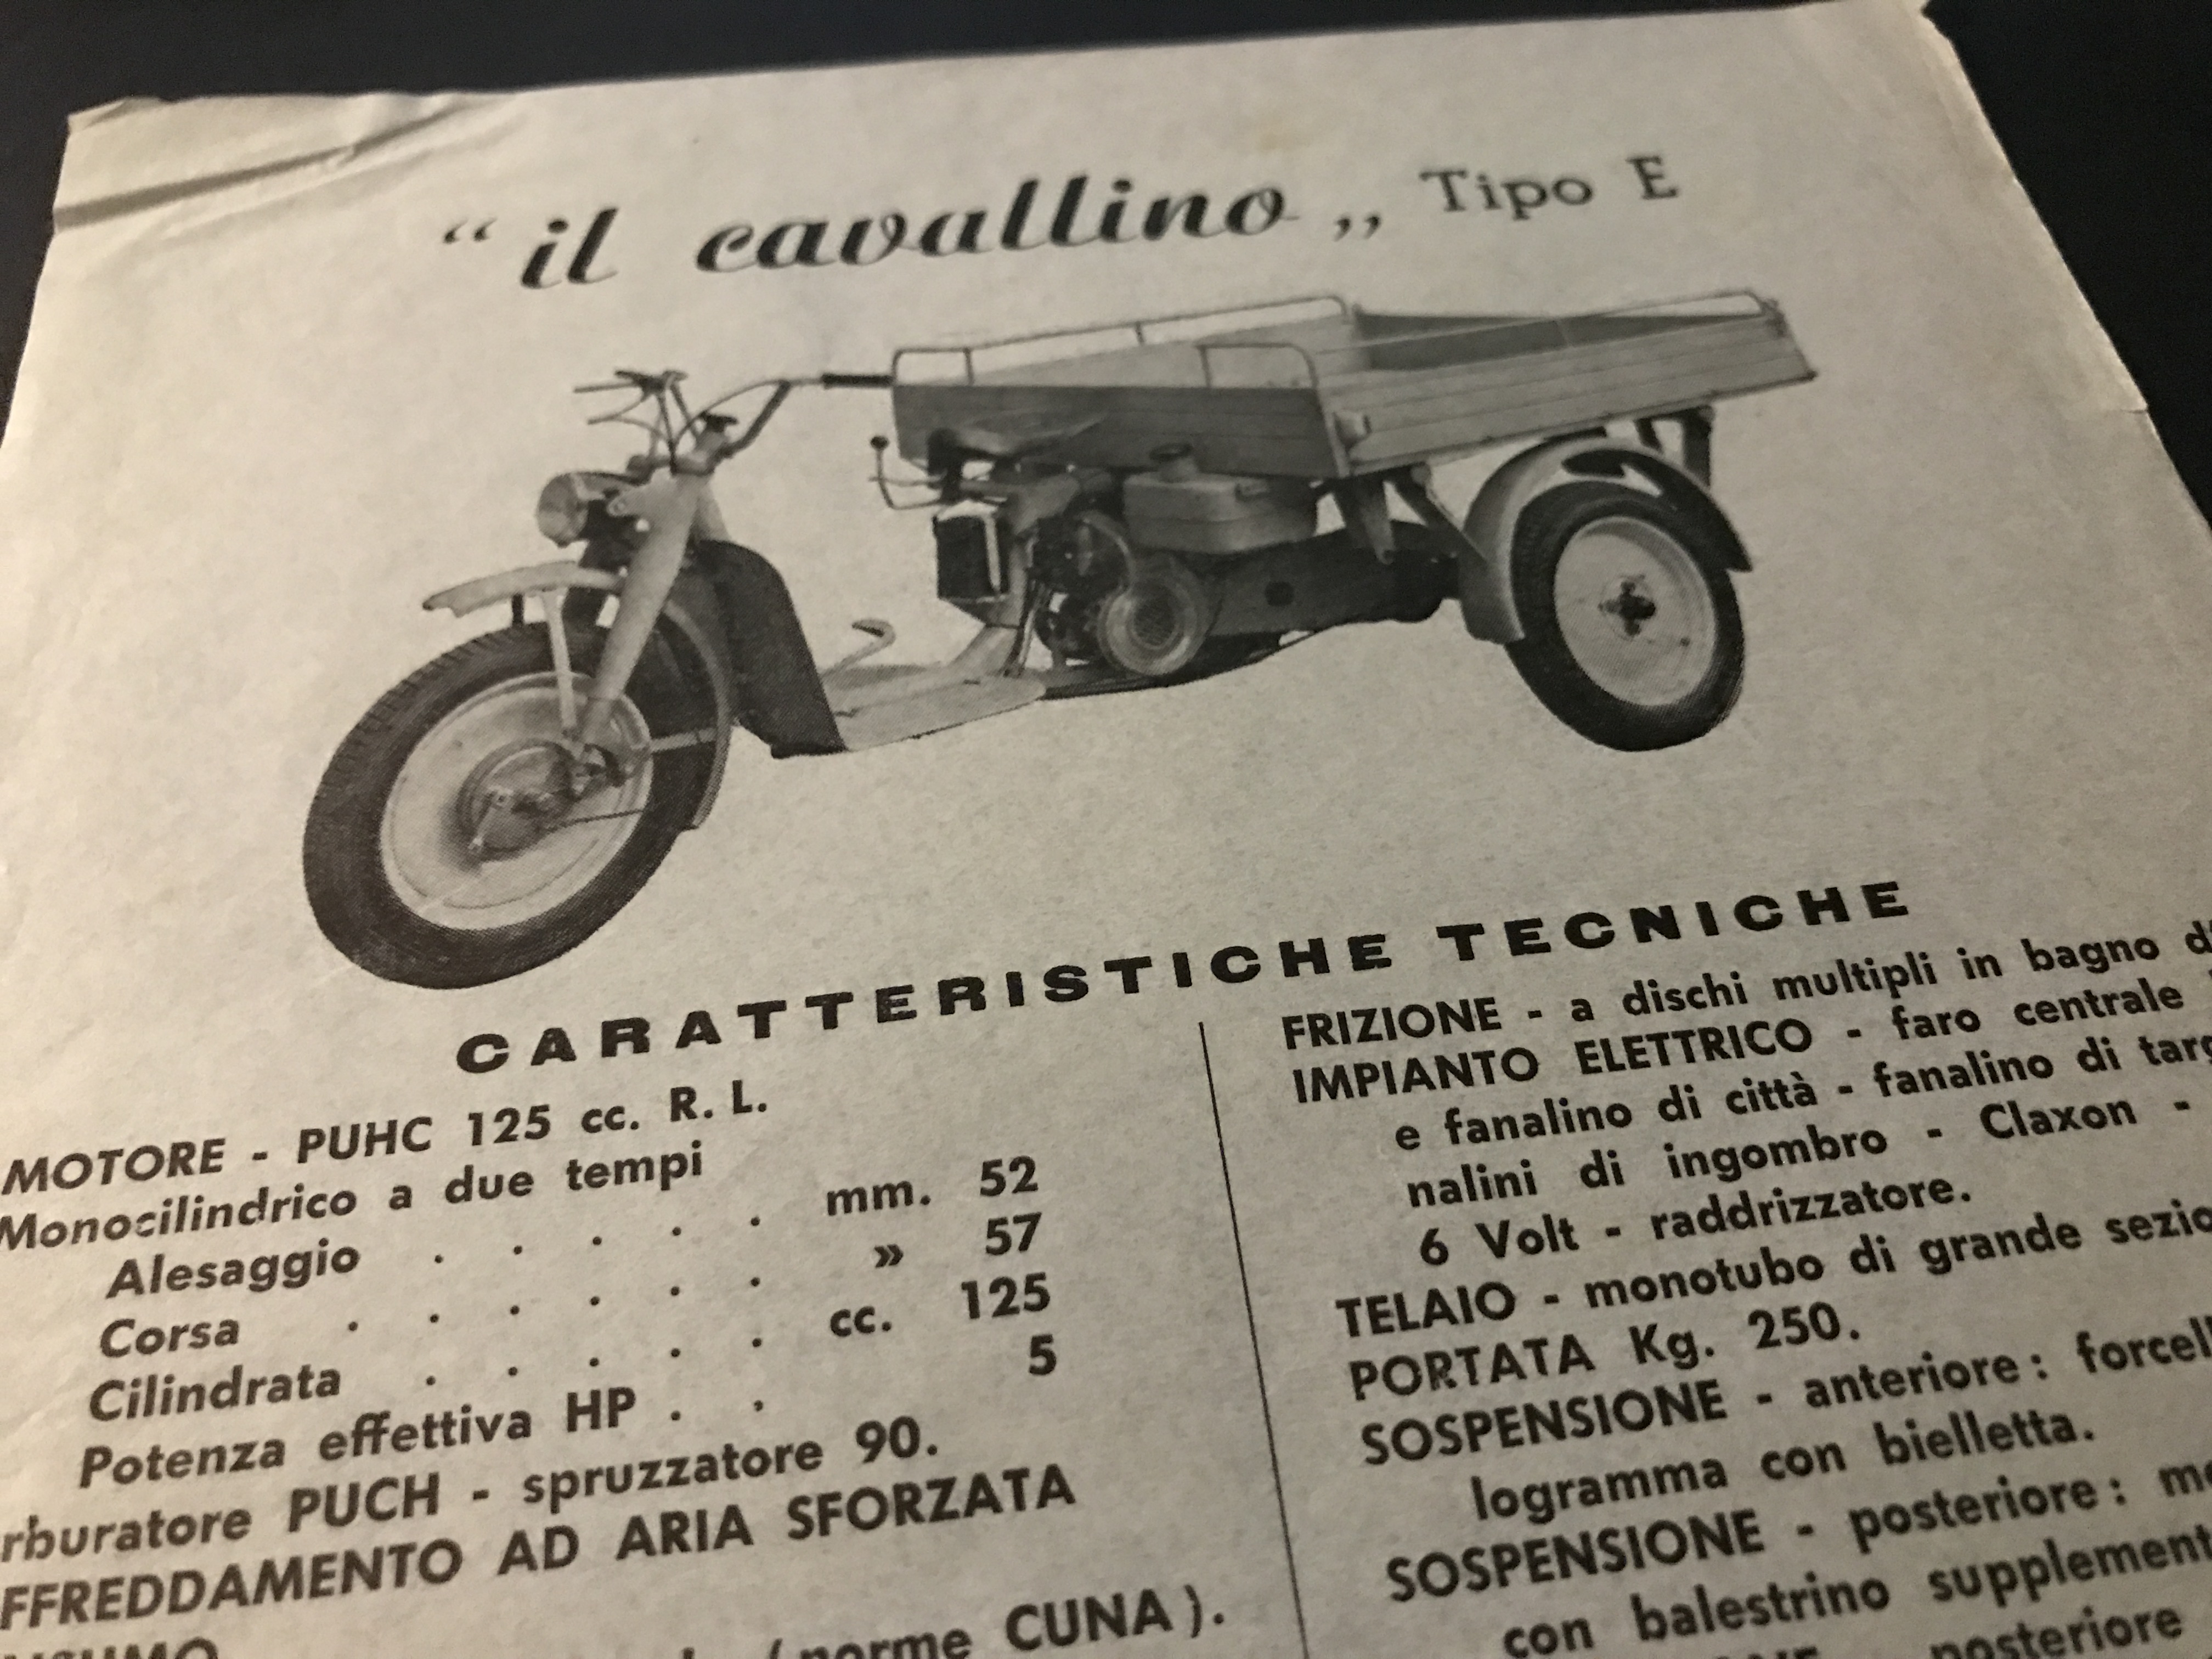 “ il cavallino „ Tipo E
CARATTERISTICHE TECNICHE
MOTORE - PUHC 125 cc. R. L.
Monocilindrico a due tempi
Alesaggio . . . . . mm. 52
Corsa . . . . . . » 57
Cilindrata . . . . . cc. 125
Potenza effettiva HP . . 5
rburatore PUCH - spruzzatore 90.
FFREDDAMENTO AD ARIA SFORZATA
(norme CUNA).
FRIZIONE - a dischi multipli in bagno d'
IMPIANTO ELETTRICO - faro centrale
e fanalino di città - fanalino di targ
nalini di ingombro - Claxon -
6 Volt - raddrizzatore.
TELAIO - monotubo di grande sezio
PORTATA Kg. 250.
SOSPENSIONE - anteriore: forcell
logramma con bielletta.
SOSPENSIONE - posteriore: mo
con balestrino supplement
posteriore